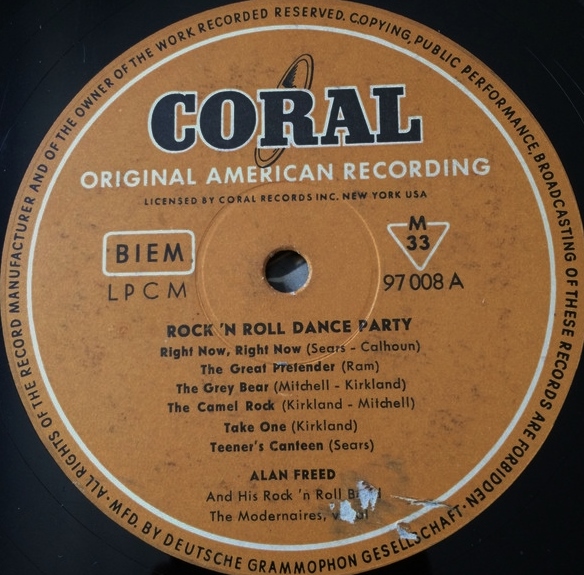 ALL RIGHTS OF THE RECORD MANUFACTURER AND OF THE OWNER OF THE WORK RECORDED RESERVED. COPYING, PUBLIC PERFORMANCE, BROADCASTING OF THESE RECORDS ARE FORBIDDEN
CORAL
ORIGINAL AMERICAN RECORDING
LICENSED BY CORAL RECORDS INC. NEW YORK USA
BIEM
LPCM
M
33
97 008 A
ROCK 'N ROLL DANCE PARTY
Right Now, Right Now (Sears - Calhoun)
The Great Pretender (Ram)
The Grey Bear (Mitchell - Kirkland)
The Camel Rock (Kirkland - Mitchell)
Take One (Kirkland)
Teener's Canteen (Sears)
ALAN FREED
And His Rock 'n Roll
The Modernaires,
· MFD. BY DEUTSCHE GRAMMOPHON GESELLSCHAFT ·